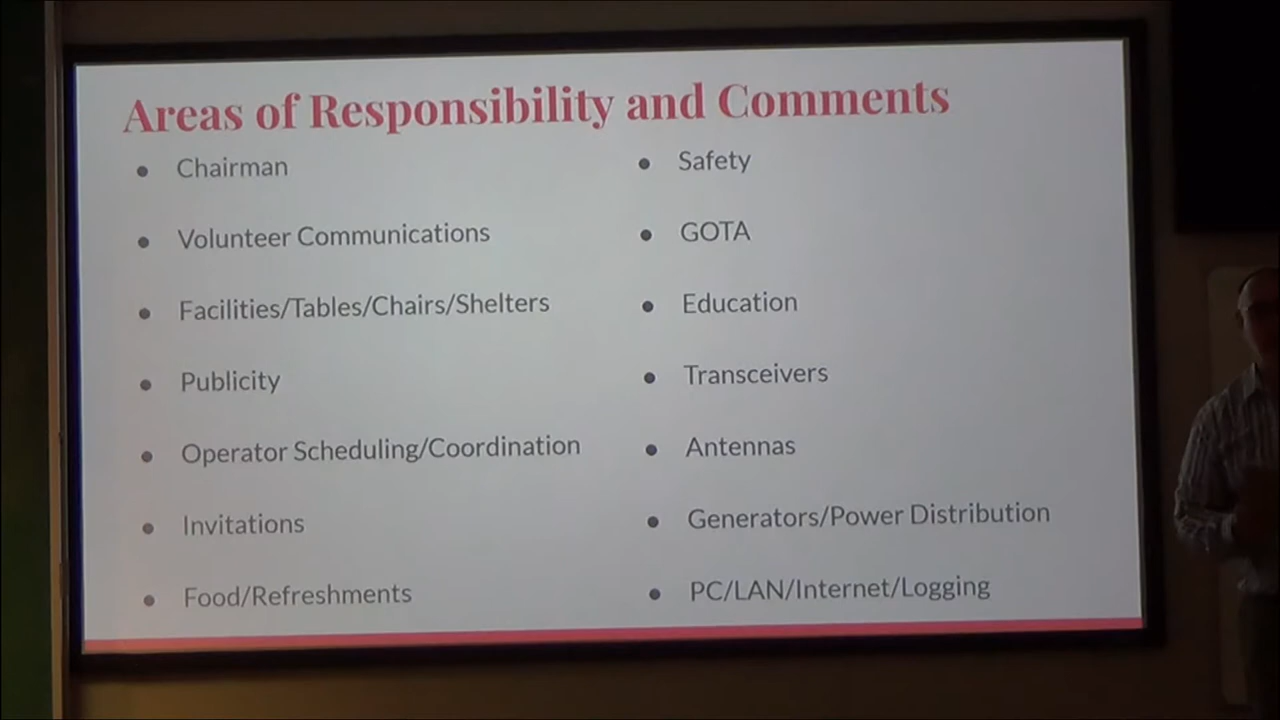 Areas of Responsibility and Comments
● Chairman
● Volunteer Communications
● Facilities/Tables/Chairs/Shelters
● Publicity
● Operator Scheduling/Coordination
● Invitations
● Food/Refreshments
● Safety
● GOTA
● Education
● Transceivers
● Antennas
● Generators/Power Distribution
● PC/LAN/Internet/Logging